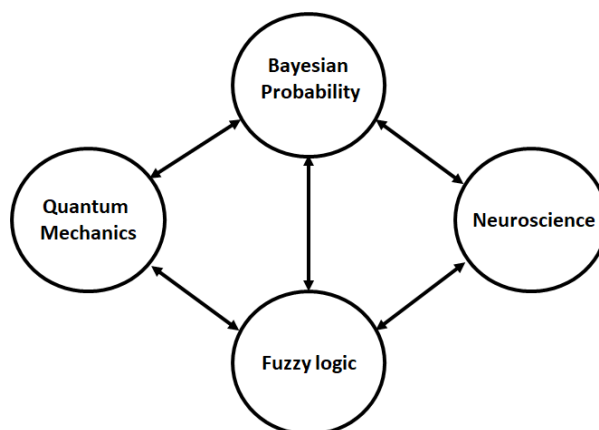 Bayesian
Probability
Quantum
Mechanics
Neuroscience
Fuzzy logic